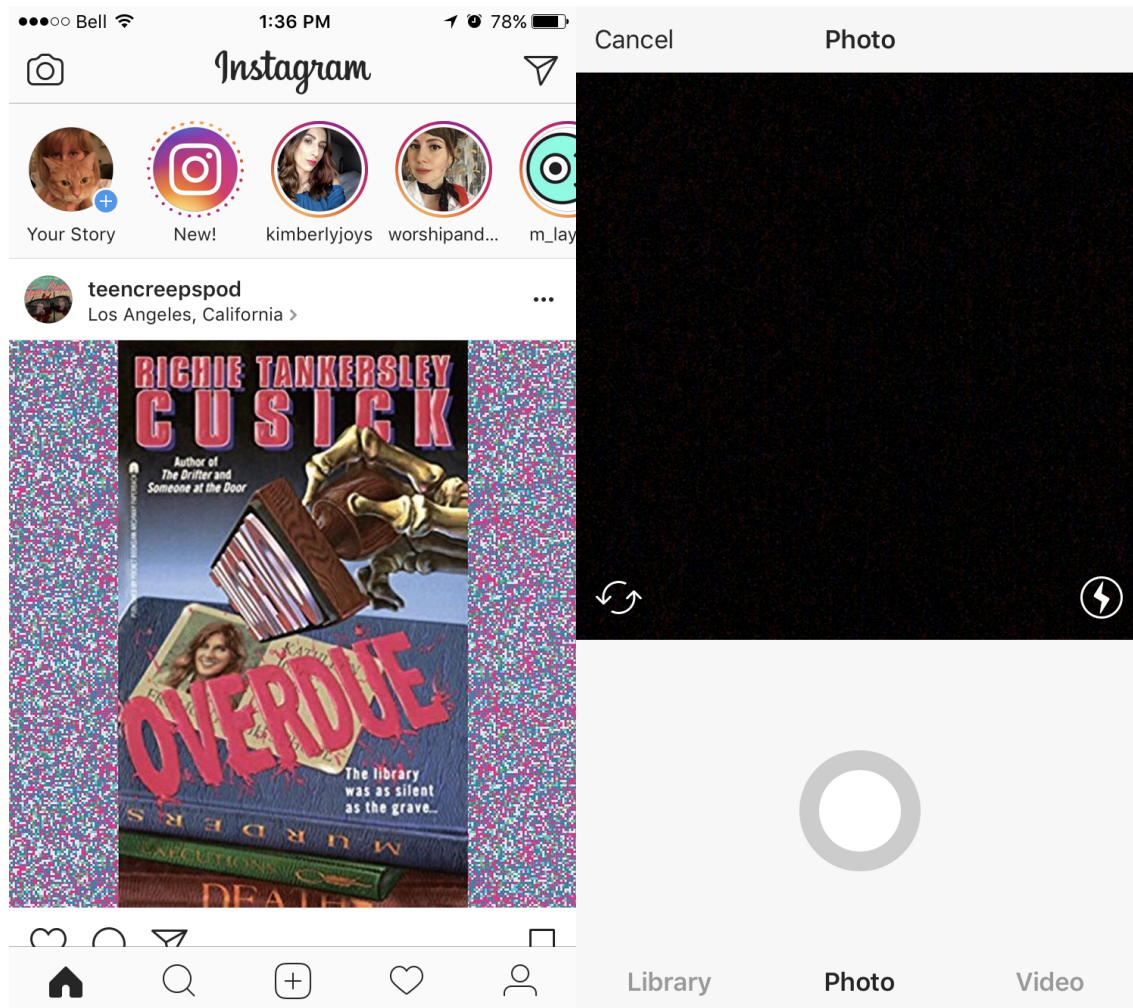 Bell 1:36 PM 78%
Instagram
Your Story New! kimberlyjoys worshipand... m_lay
teencreepspod
Los Angeles, California >
RICHIE TANKERSLEY
CUSICK
Author of
The Drifter and
Someone at the Door
OVERDUE
The library
was as silent
as the grave...
MURDERS
EXECUTIONS
DEATH
Cancel Photo
Library Photo Video